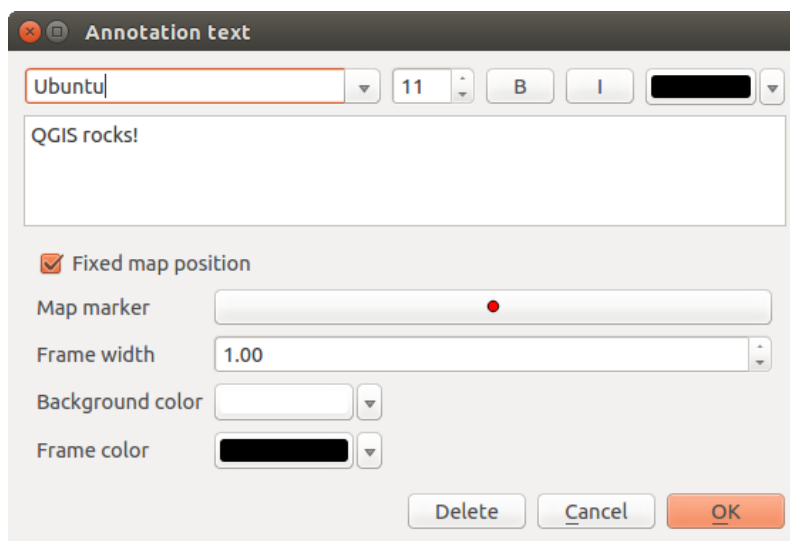 Annotation text
Ubuntu 11 B I
QGIS rocks!
Fixed map position
Map marker
Frame width 1.00
Background color
Frame color
Delete Cancel OK